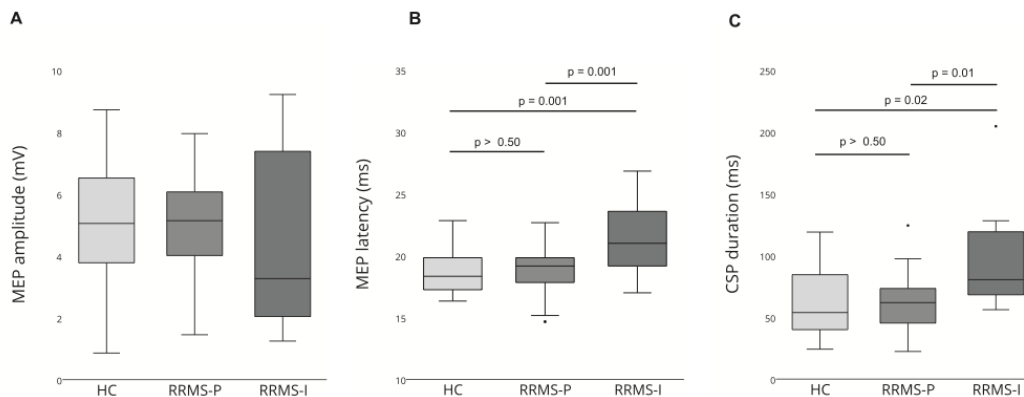 A
MEP amplitude (mV)
10
8
6
4
2
0
HC RRMS-P RRMS-I
B
MEP latency (ms)
35
30
25
20
15
10
p = 0.001
p = 0.001
p > 0.50
HC RRMS-P RRMS-I
C
CSP duration (ms)
250
200
150
100
50
0
p = 0.01
p = 0.02
p > 0.50
HC RRMS-P RRMS-I